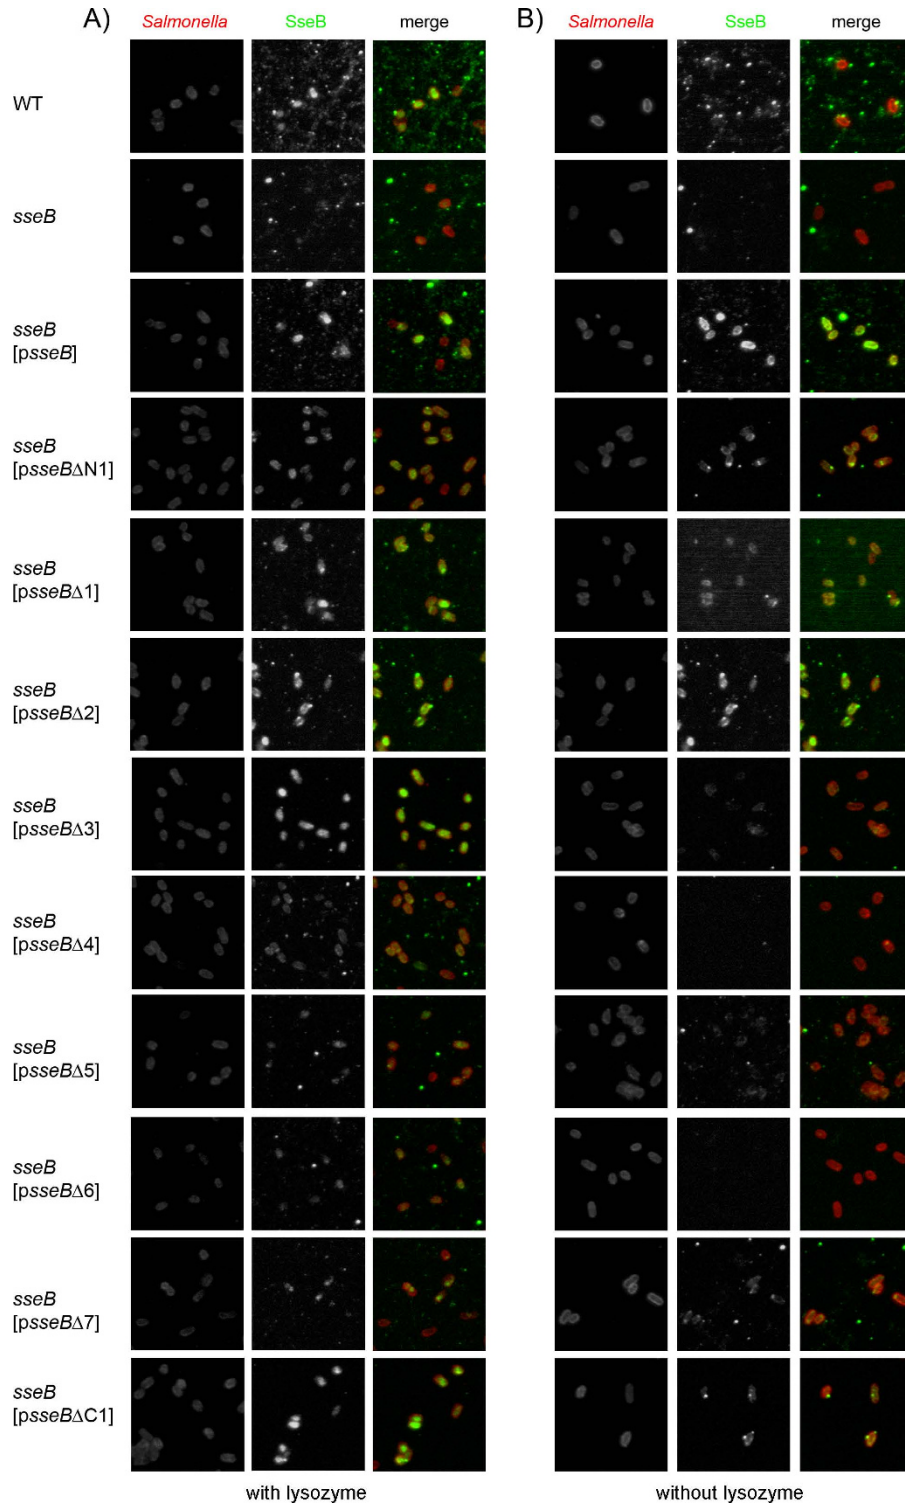 A) Salmonella SseB merge B) Salmonella SseB merge
WT
sseB
sseB
[psseB]
sseB
[psseBΔN1]
sseB
[psseBΔ1]
sseB
[psseBΔ2]
sseB
[psseBΔ3]
sseB
[psseBΔ4]
sseB
[psseBΔ5]
sseB
[psseBΔ6]
sseB
[psseBΔ7]
sseB
[psseBΔC1]
with lysozyme without lysozyme